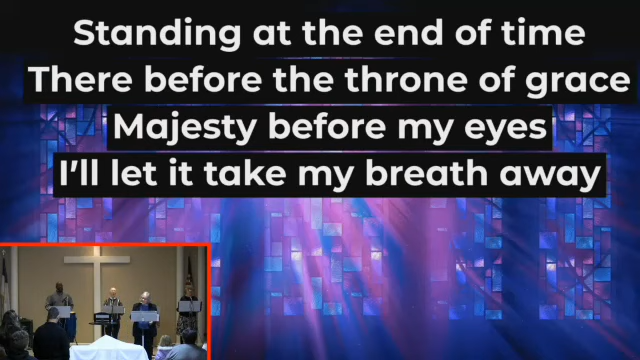 Standing at the end of time
There before the throne of grace
Majesty before my eyes
I'll let it take my breath away